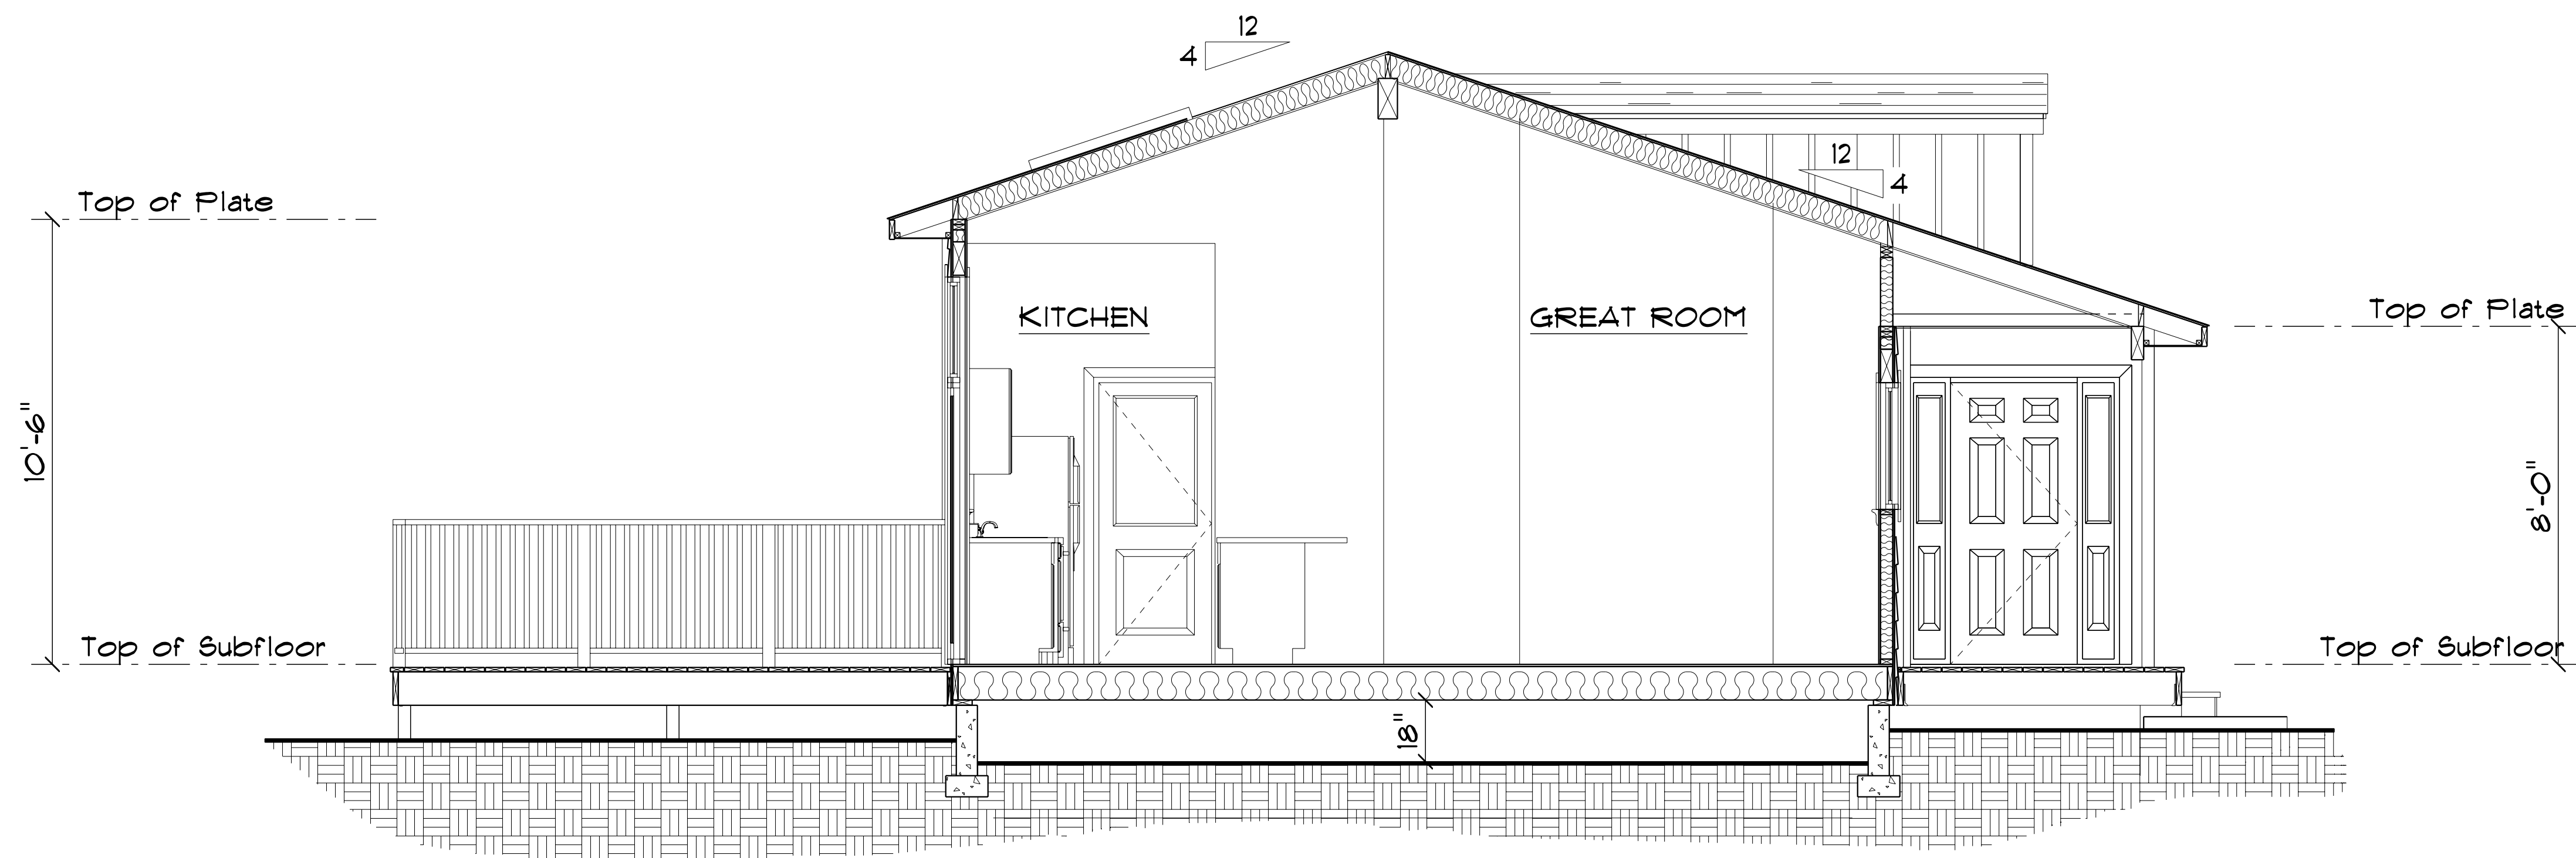 12
4
12
4
Top of Plate
Top of Plate
KITCHEN
GREAT ROOM
10'-6"
8'-0"
Top of Subfloor
Top of Subfloor
18"